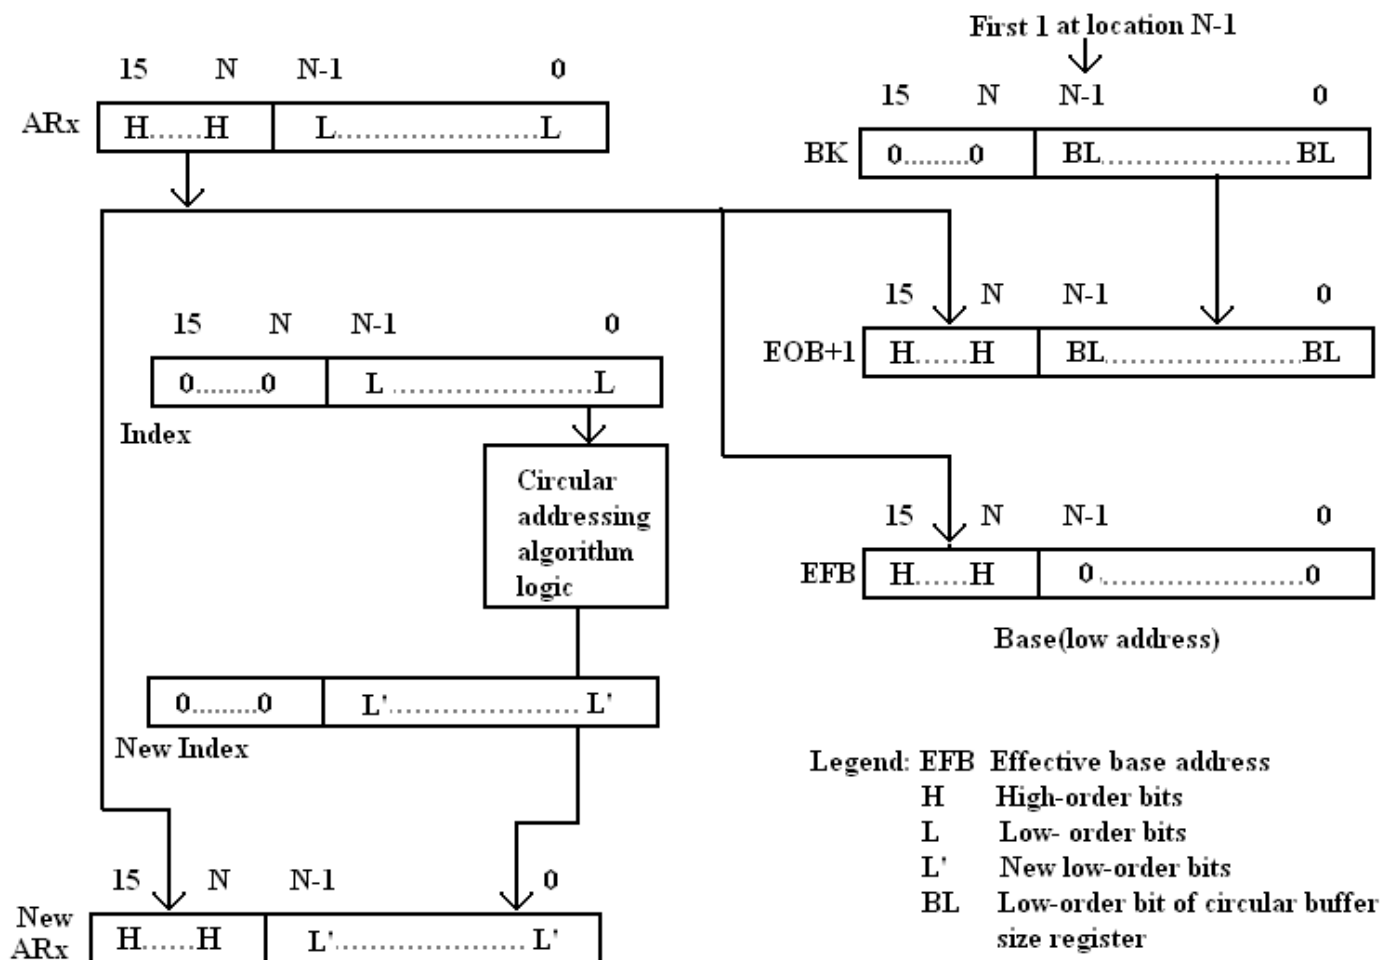 First 1 at location N-1
15 N N-1 0
ARx H......H L.......................L
15 N N-1 0
BK 0.........0 BL.....................BL
15 N N-1 0
EOB+1 H......H BL......................BL
15 N N-1 0
0.........0 L ......................L
Index
Circular
addressing
algorithm
logic
15 N N-1 0
EFB H......H 0.......................0
Base(low address)
0.........0 L'.....................L'
New Index
Legend: EFB Effective base address
H High-order bits
L Low- order bits
L' New low-order bits
BL Low-order bit of circular buffer
size register
15 N N-1 0
New
ARx H......H L'.....................L'